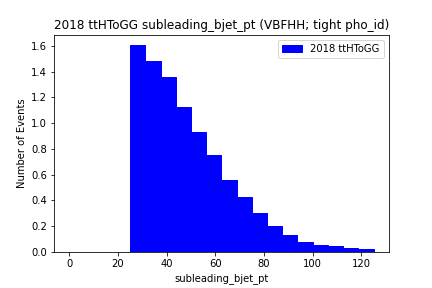 2018 ttHToGG subleading_bjet_pt (VBFHH; tight pho_id)
2018 ttHToGG
1.6
1.4
1.2
1.0
0.8
0.6
0.4
0.2
0.0
Number of Events
0 20 40 60 80 100 120
subleading_bjet_pt